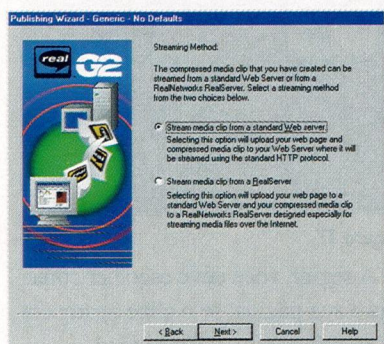 Publishing Wizard - Generic - No Defaults
real G2
Streaming Method:
The compressed media clip that you have created can be
streamed from a standard Web Server or from a
RealNetworks RealServer. Select a streaming method
from the two choices below.
Stream media clip from a standard Web server
Selecting this option will upload your web page and
compressed media clip to your Web Server where it will
be streamed using the standard HTTP protocol.
Stream media clip from a RealServer
Selecting this option will upload your web page to a
standard Web Server and your compressed media clip
to a RealNetworks RealServer designed especially for
streaming media files over the Internet.
< Back Next > Cancel Help